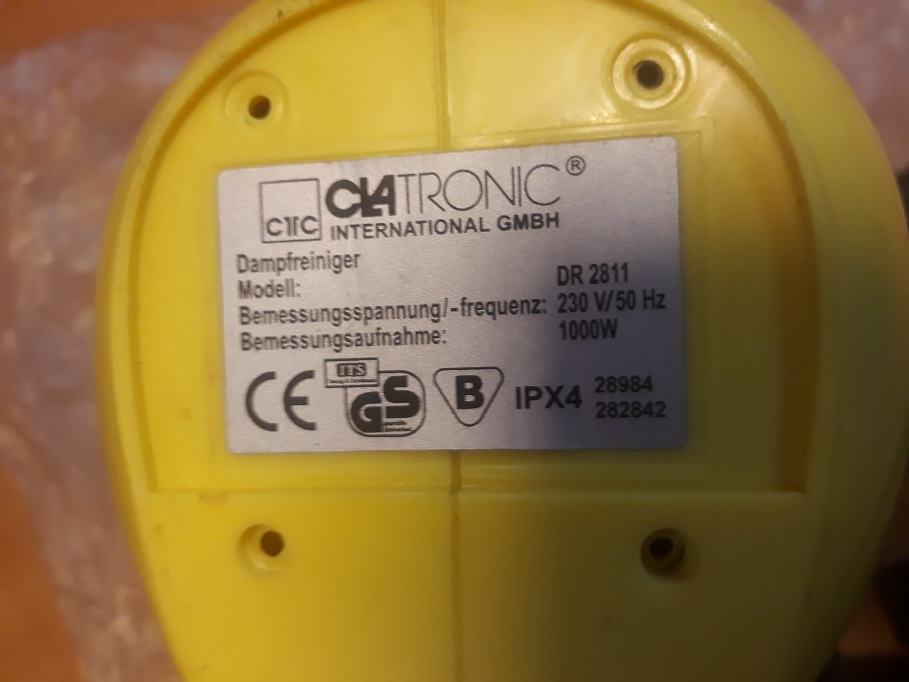 CTC CLATRONIC®
INTERNATIONAL GMBH
Dampfreiniger
Modell: DR 2811
Bemessungsspannung/-frequenz: 230 V/50 Hz
Bemessungsaufnahme: 1000W
CE ITS GS B IPX4 28984
282842